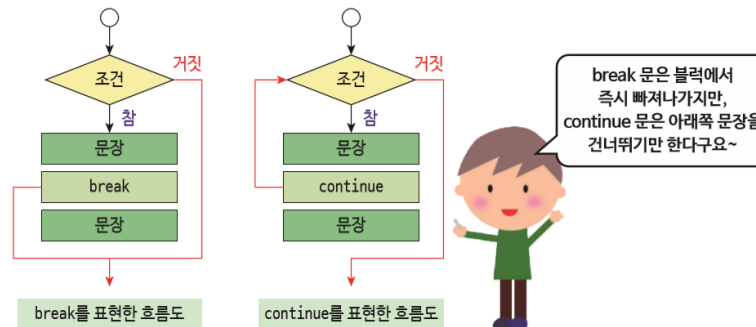 조건
거짓
참
문장
break
문장
break를 표현한 흐름도
조건
거짓
참
문장
continue
문장
continue를 표현한 흐름도
break 문은 블럭에서
즉시 빠져나가지만,
continue 문은 아래쪽 문장을
건너뛰기만 한다구요~